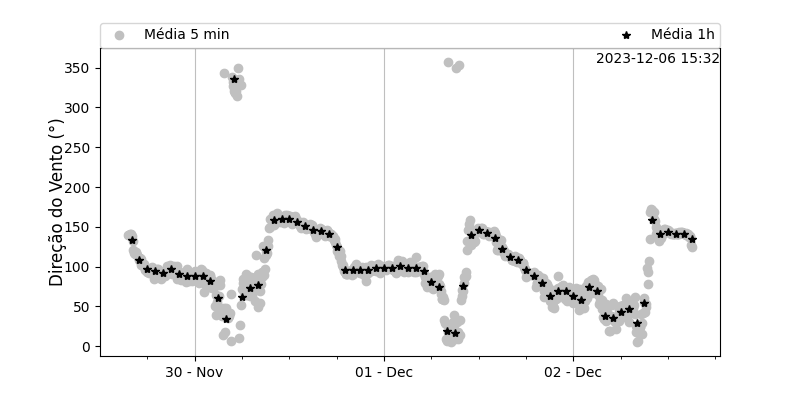 Média 5 min
Média 1h
2023-12-06 15:32
Direção do Vento (°)
350
300
250
200
150
100
50
0
30 - Nov
01 - Dec
02 - Dec